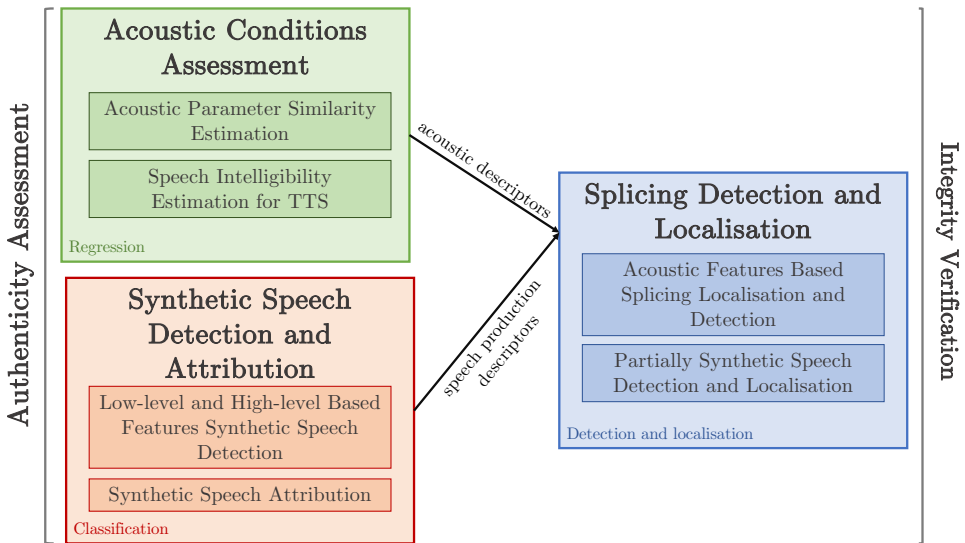 Authenticity Assessment
Acoustic Conditions
Assessment
Acoustic Parameter Similarity
Estimation
Speech Intelligibility
Estimation for TTS
Regression
Synthetic Speech
Detection and
Attribution
Low-level and High-level Based
Features Synthetic Speech
Detection
Synthetic Speech Attribution
Classification
acoustic descriptors
speech production
descriptors
Splicing Detection and
Localisation
Acoustic Features Based
Splicing Localisation and
Detection
Partially Synthetic Speech
Detection and Localisation
Detection and localisation
Integrity Verification